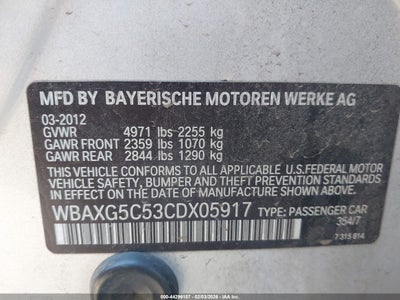 MFD BY BAYERISCHE MOTOREN WERKE AG
03-2012
GVWR 4971 lbs 2255 kg
GAWR FRONT 2359 lbs 1070 kg
GAWR REAR 2844 lbs 1290 kg
THIS VEHICLE CONFORMS TO ALL APPLICABLE U.S. FEDERAL MOTOR
VEHICLE SAFETY, BUMPER, AND THEFT PREVENTION STANDARDS IN
EFFECT ON THE DATE OF MANUFACTURE SHOWN ABOVE.
WBAXG5C53CDX05917 TYPE: PASSENGER CAR
354/7
7 315 814